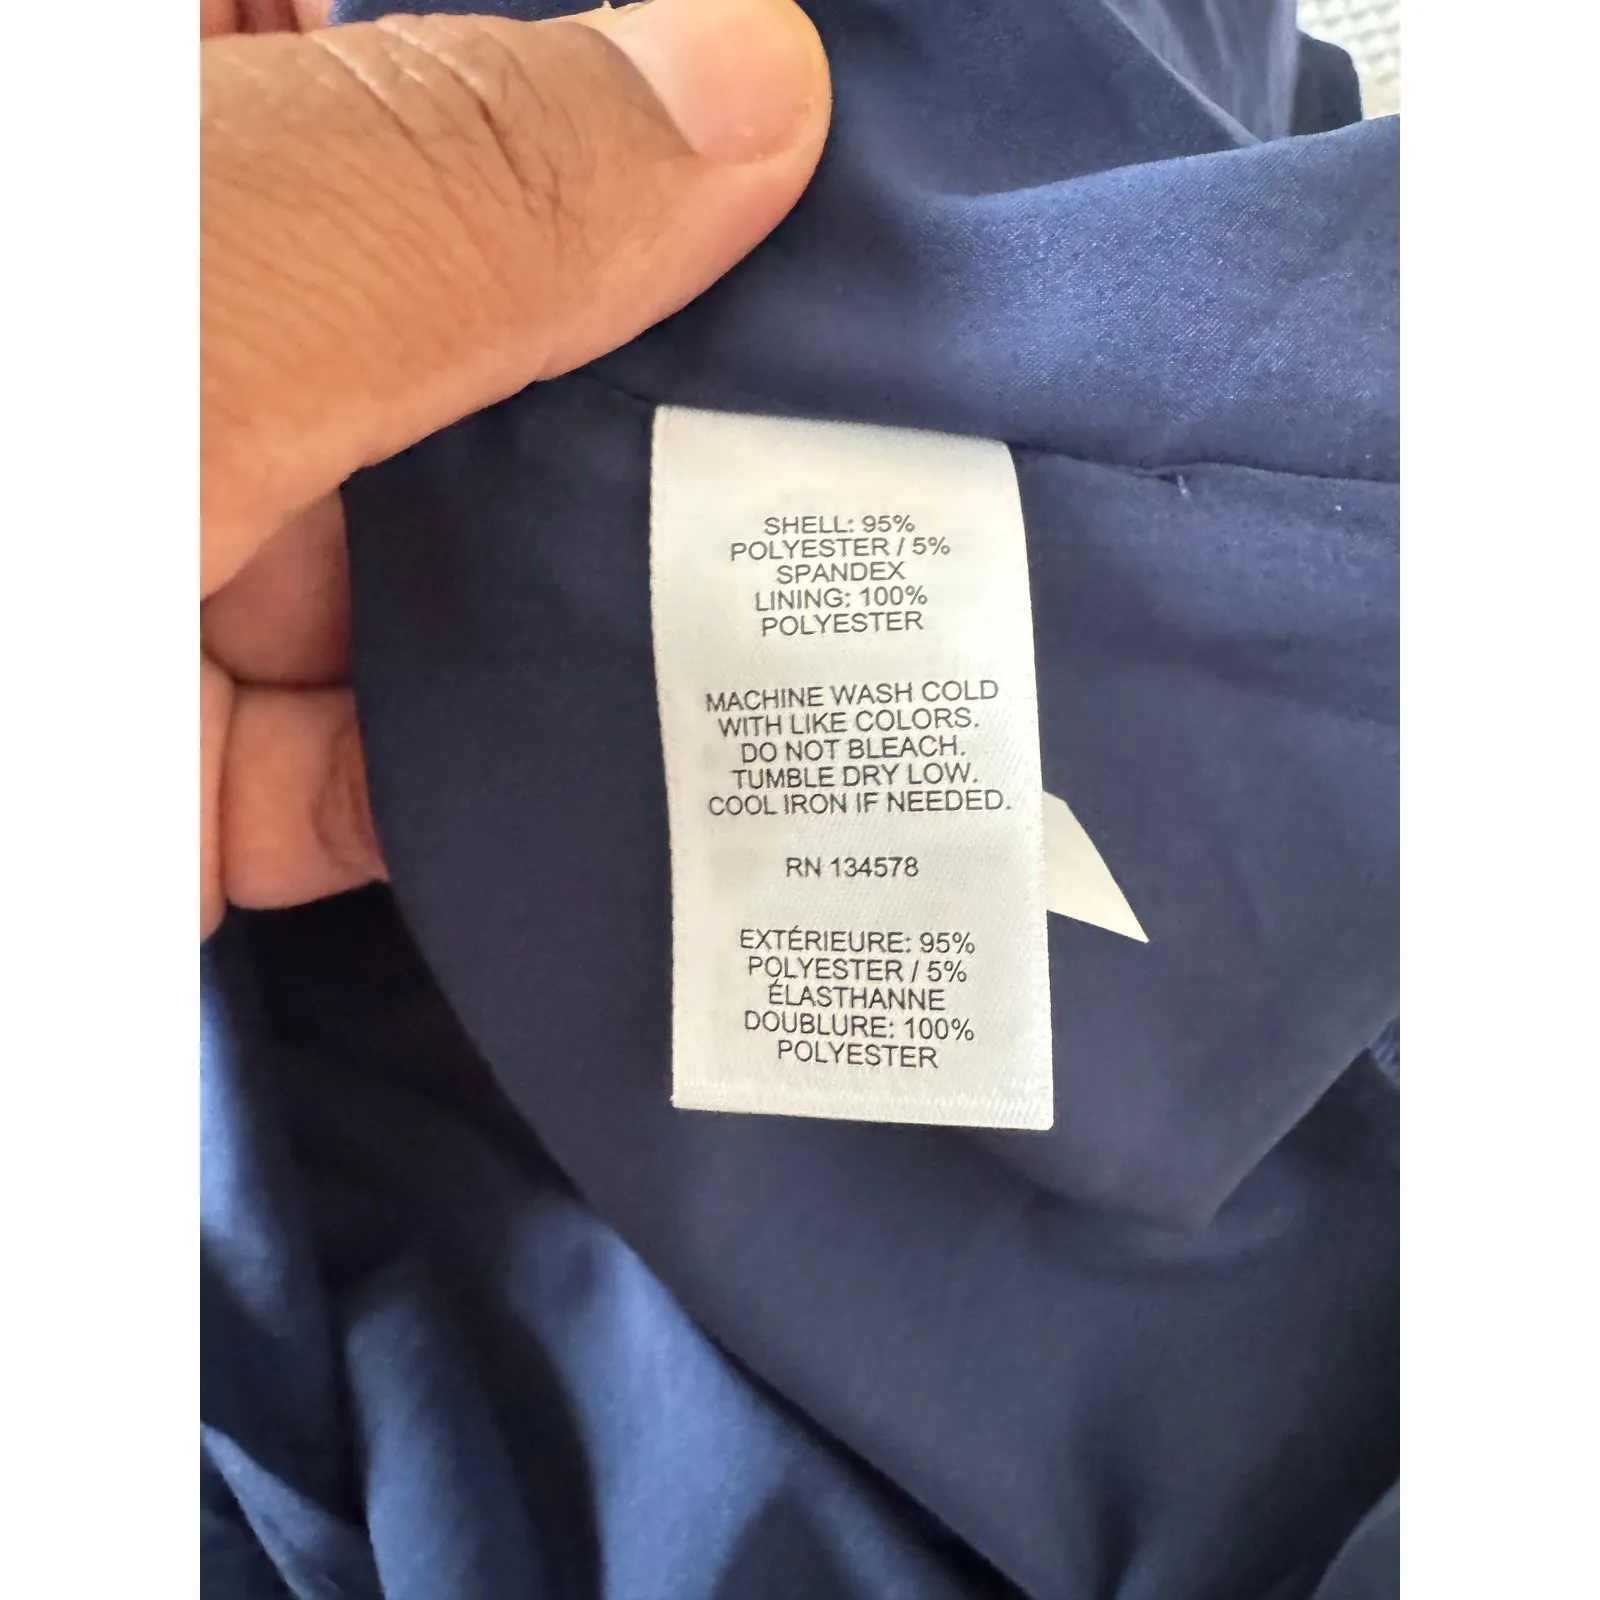 SHELL: 95%
POLYESTER / 5%
SPANDEX
LINING: 100%
POLYESTER
MACHINE WASH COLD
WITH LIKE COLORS.
DO NOT BLEACH.
TUMBLE DRY LOW.
COOL IRON IF NEEDED.
RN 134578
EXTÉRIEURE: 95%
POLYESTER / 5%
ÉLASTHANNE
DOUBLURE: 100%
POLYESTER